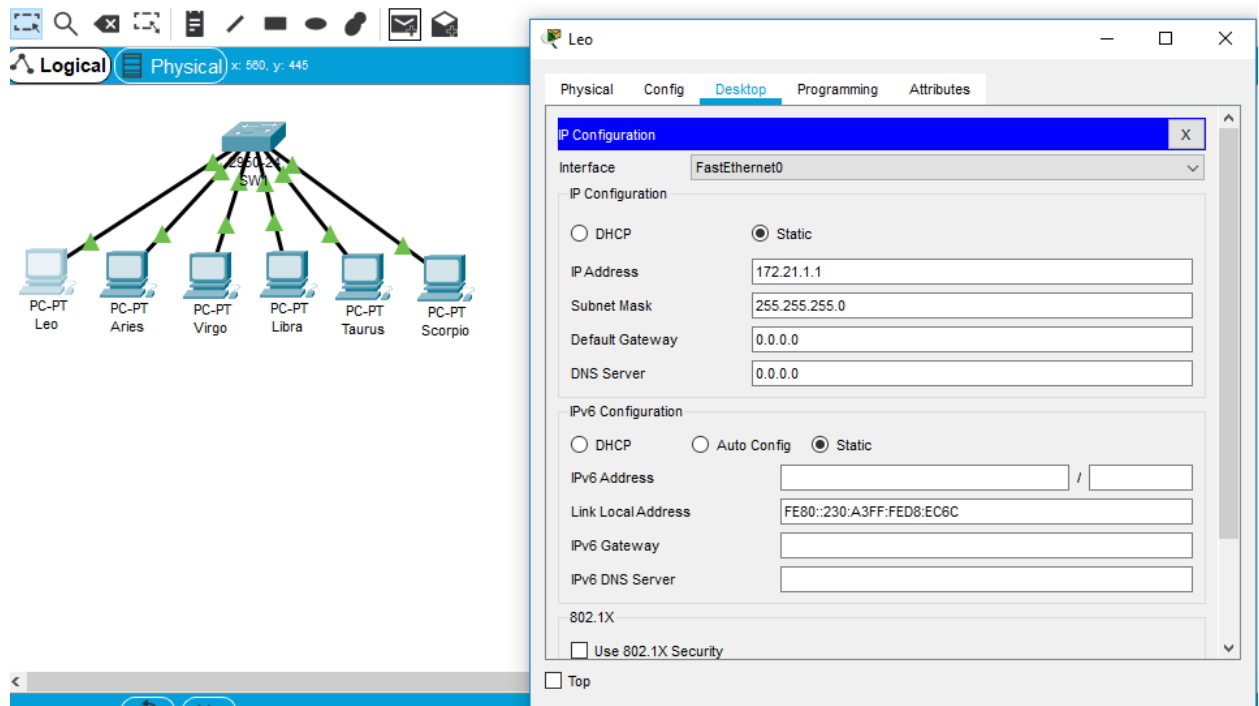 Logical Physical x: 560, y: 445
2950-24
SW1
PC-PT
Leo
PC-PT
Aries
PC-PT
Virgo
PC-PT
Libra
PC-PT
Taurus
PC-PT
Scorpio
Leo
Physical Config Desktop Programming Attributes
IP Configuration X
Interface FastEthernet0
IP Configuration
DHCP Static
IP Address 172.21.1.1
Subnet Mask 255.255.255.0
Default Gateway 0.0.0.0
DNS Server 0.0.0.0
IPv6 Configuration
DHCP Auto Config Static
IPv6 Address /
Link Local Address FE80::230:A3FF:FED8:EC6C
IPv6 Gateway
IPv6 DNS Server
802.1X
Use 802.1X Security
Top